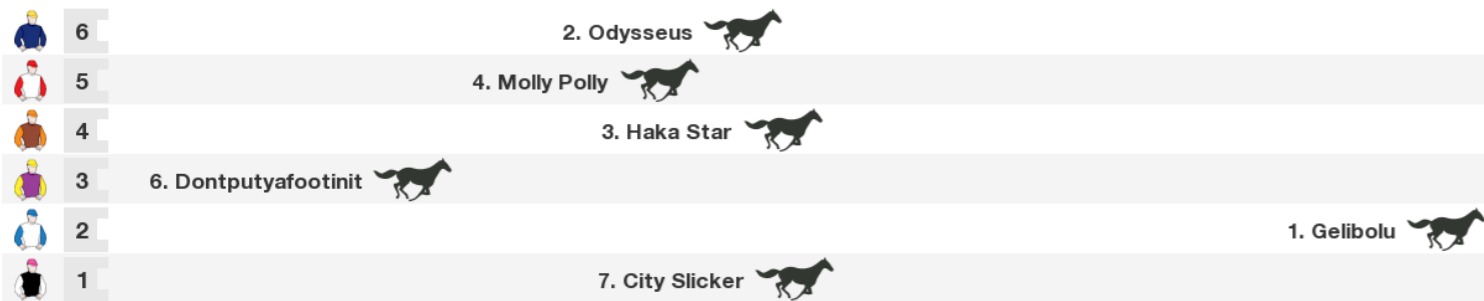 6 2. Odysseus
5 4. Molly Polly
4 3. Haka Star
3 6. Dontputyafootinit
2 1. Gelibolu
1 7. City Slicker